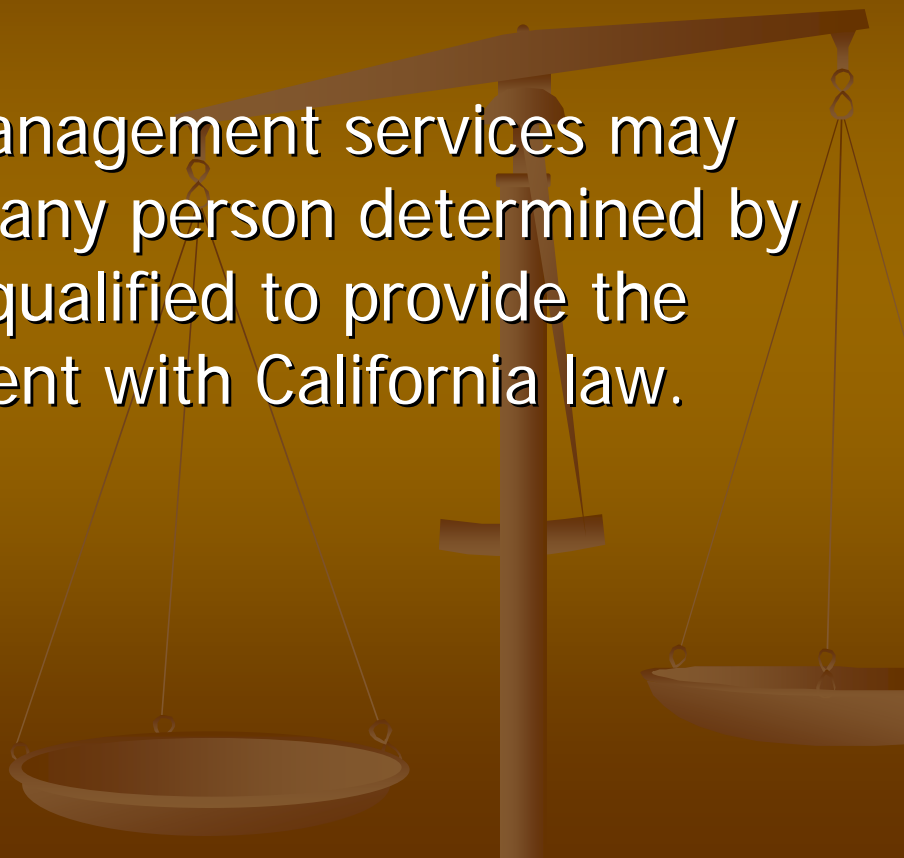 anagement services may
any person determined by
qualified to provide the
ent with California law.